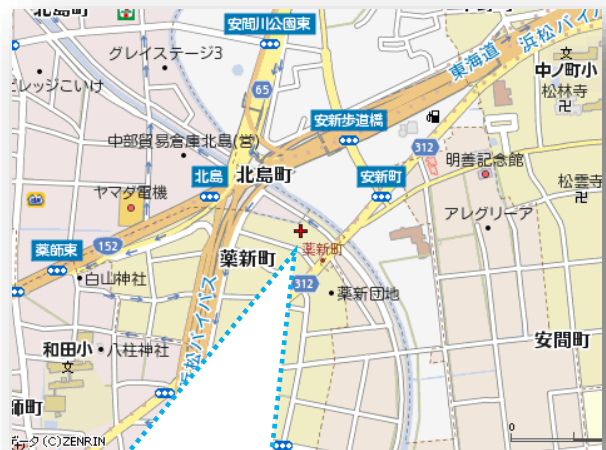 北島町
安間川公園東
グレイステージ3
浜松バイパス
東海道
中ノ町小
松林寺
ビレッジこいけ
65
安新歩道橋
中部貿易倉庫北島(営)
312
明善記念館
北島
北島町
安新町
松雲寺
ヤマダ電機
アレグリーア
薬師東
152
薬新町
薬新町
白山神社
312
薬新団地
浜松バイパス
安間町
和田小
八柱神社
師町
0
データ(C)ZENRIN